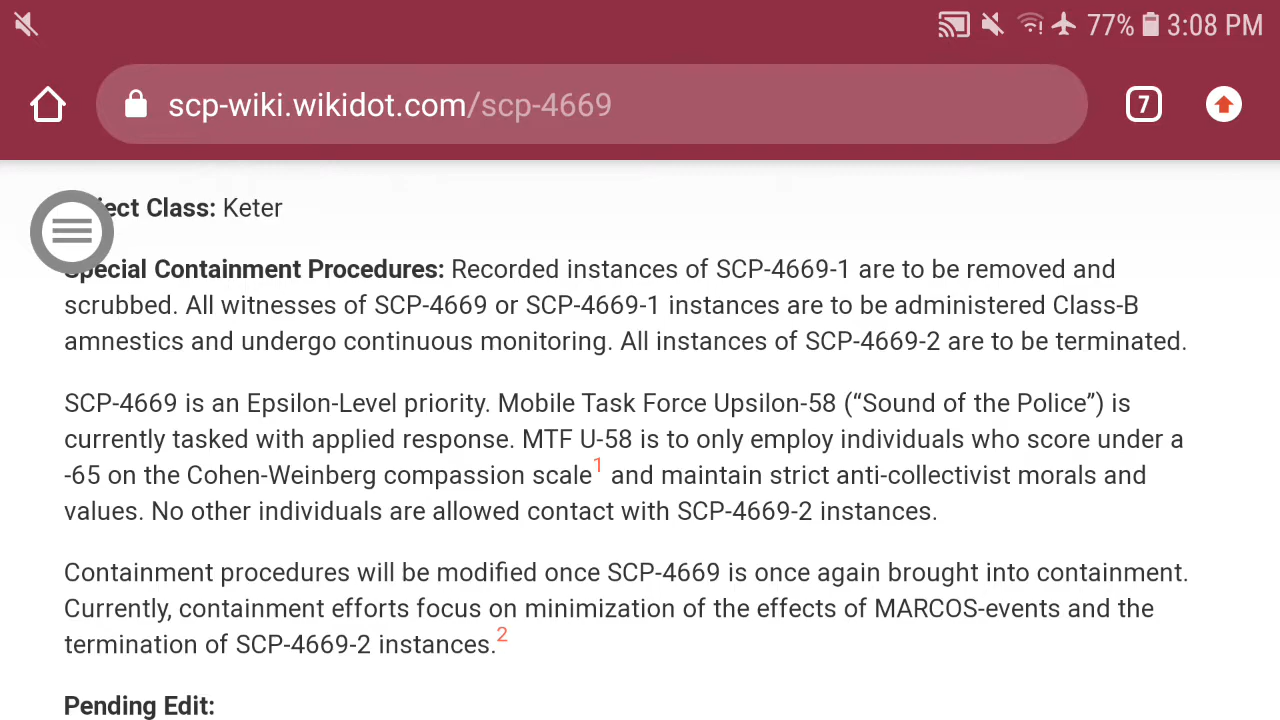 77% 3:08 PM
scp-wiki.wikidot.com/scp-4669 7
ject Class: Keter
Special Containment Procedures: Recorded instances of SCP-4669-1 are to be removed and
scrubbed. All witnesses of SCP-4669 or SCP-4669-1 instances are to be administered Class-B
amnestics and undergo continuous monitoring. All instances of SCP-4669-2 are to be terminated.
SCP-4669 is an Epsilon-Level priority. Mobile Task Force Upsilon-58 (“Sound of the Police”) is
currently tasked with applied response. MTF U-58 is to only employ individuals who score under a
-65 on the Cohen-Weinberg compassion scale1 and maintain strict anti-collectivist morals and
values. No other individuals are allowed contact with SCP-4669-2 instances.
Containment procedures will be modified once SCP-4669 is once again brought into containment.
Currently, containment efforts focus on minimization of the effects of MARCOS-events and the
termination of SCP-4669-2 instances.2
Pending Edit: